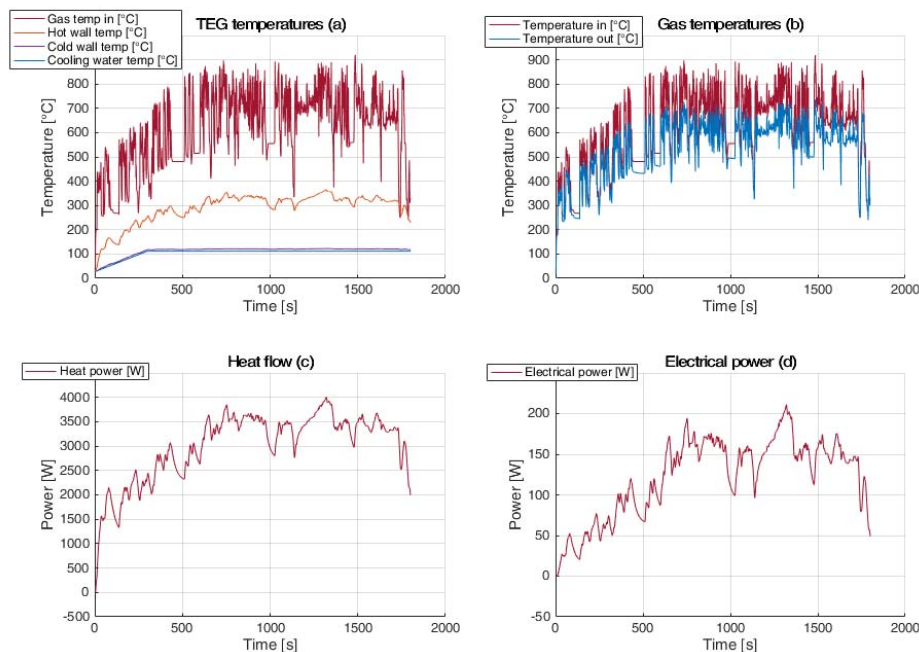 TEG temperatures (a)
Gas temp in [°C]
Hot wall temp [°C]
Cold wall temp [°C]
Cooling water temp [°C]
Temperature [°C]
900
800
700
600
500
400
300
200
100
0
0 500 1000 1500 2000
Time [s]
Gas temperatures (b)
Temperature in [°C]
Temperature out [°C]
Temperature [°C]
900
800
700
600
500
400
300
200
100
0
0 500 1000 1500 2000
Time [s]
Heat flow (c)
Heat power [W]
Power [W]
4000
3500
3000
2500
2000
1500
1000
500
0
-500
0 500 1000 1500 2000
Time [s]
Electrical power (d)
Electrical power [W]
Power [W]
200
150
100
50
0
-50
0 500 1000 1500 2000
Time [s]